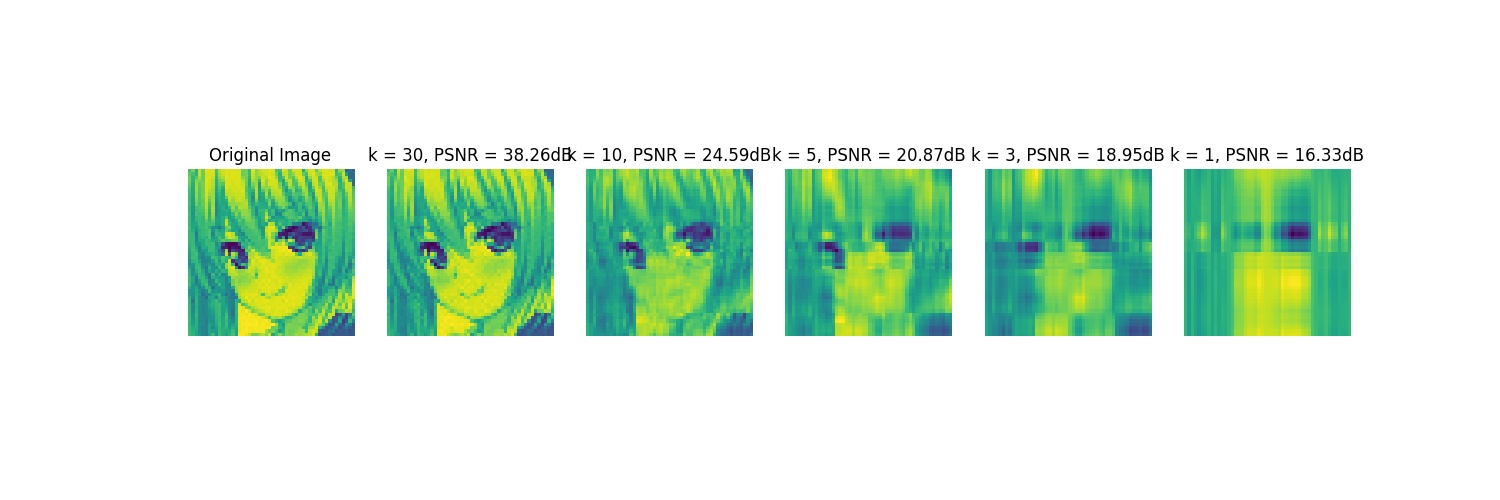 Original Image
k = 30, PSNR = 38.26dB
k = 10, PSNR = 24.59dB
k = 5, PSNR = 20.87dB
k = 3, PSNR = 18.95dB
k = 1, PSNR = 16.33dB